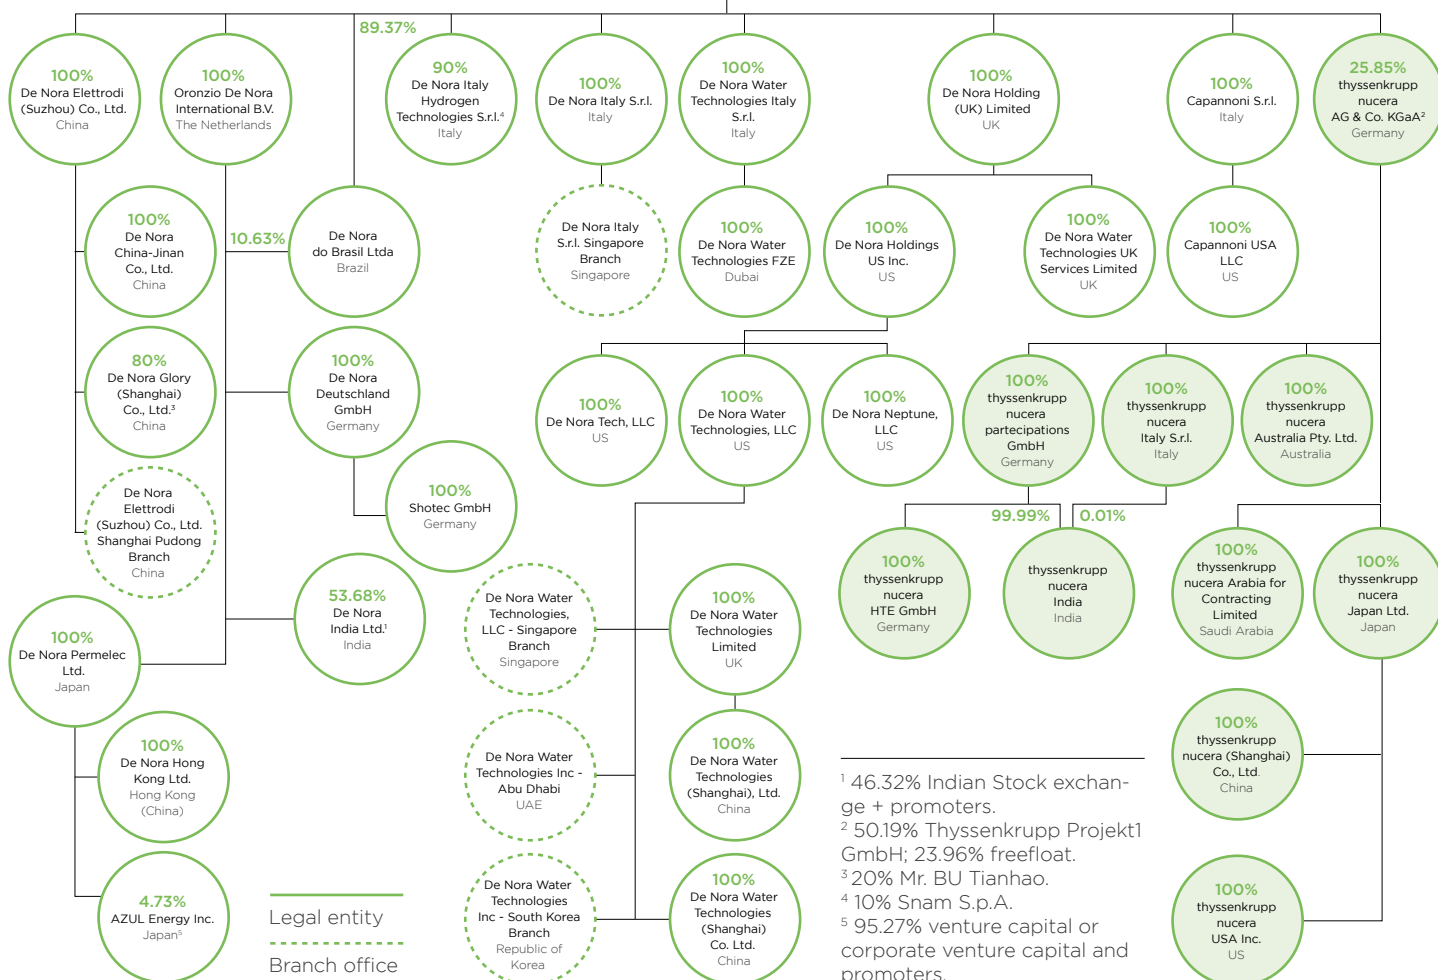 89.37%
100%
De Nora Elettrodi
(Suzhou) Co., Ltd.
China
100%
Oronzio De Nora
International B.V.
The Netherlands
90%
De Nora Italy
Hydrogen
Technologies S.r.l.⁴
Italy
100%
De Nora Italy S.r.l.
Italy
100%
De Nora Water
Technologies Italy
S.r.l.
Italy
100%
De Nora Holding
(UK) Limited
UK
100%
Capannoni S.r.l.
Italy
25.85%
thyssenkrupp
nucera
AG & Co. KGaA²
Germany
100%
De Nora
China-Jinan
Co., Ltd.
China
10.63%
De Nora
do Brasil Ltda
Brazil
De Nora Italy
S.r.l. Singapore
Branch
Singapore
100%
De Nora Water
Technologies FZE
Dubai
100%
De Nora Holdings
US Inc.
US
100%
De Nora Water
Technologies UK
Services Limited
UK
100%
Capannoni USA
LLC
US
80%
De Nora Glory
(Shanghai)
Co., Ltd.³
China
100%
De Nora
Deutschland
GmbH
Germany
100%
De Nora Tech, LLC
US
100%
De Nora Water
Technologies, LLC
US
100%
De Nora Neptune,
LLC
US
100%
thyssenkrupp
nucera
partecipations
GmbH
Germany
100%
thyssenkrupp
nucera
Italy S.r.l.
Italy
100%
thyssenkrupp
nucera
Australia Pty. Ltd.
Australia
De Nora
Elettrodi
(Suzhou) Co., Ltd.
Shanghai Pudong
Branch
China
100%
Shotec GmbH
Germany
99.99%
0.01%
100%
thyssenkrupp
nucera
HTE GmbH
Germany
thyssenkrupp
nucera
India
India
100%
thyssenkrupp
nucera Arabia for
Contracting
Limited
Saudi Arabia
100%
thyssenkrupp
nucera
Japan Ltd.
Japan
100%
De Nora Permelec
Ltd.
Japan
53.68%
De Nora
India Ltd.¹
India
De Nora Water
Technologies,
LLC - Singapore
Branch
Singapore
100%
De Nora Water
Technologies
Limited
UK
100%
De Nora Hong
Kong Ltd.
Hong Kong
(China)
De Nora Water
Technologies Inc -
Abu Dhabi
UAE
100%
De Nora Water
Technologies
(Shanghai), Ltd.
China
100%
thyssenkrupp
nucera (Shanghai)
Co., Ltd.
China
4.73%
AZUL Energy Inc.
Japan⁵
De Nora Water
Technologies
Inc - South Korea
Branch
Republic of
Korea
100%
De Nora Water
Technologies
(Shanghai)
Co. Ltd.
China
100%
thyssenkrupp
nucera
USA Inc.
US
Legal entity
Branch office
¹ 46.32% Indian Stock exchan-
ge + promoters.
² 50.19% Thyssenkrupp Projekt1
GmbH; 23.96% freefloat.
³ 20% Mr. BU Tianhao.
⁴ 10% Snam S.p.A.
⁵ 95.27% venture capital or
corporate venture capital and
promoters.